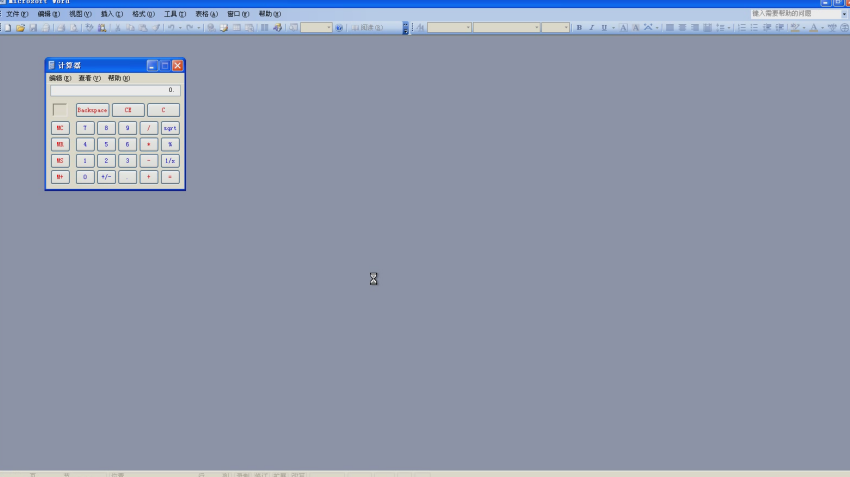 Microsoft Word
文件(F) 编辑(E) 视图(V) 插入(I) 格式(O) 工具(T) 表格(A) 窗口(W) 帮助(H) 键入需要帮助的问题
阅读(R) B I U A A A
计算器
编辑(E) 查看(V) 帮助(H)
0.
Backspace CE C
MC 7 8 9 / sqrt
MR 4 5 6 * %
MS 1 2 3 - 1/x
M+ 0 +/- . + =